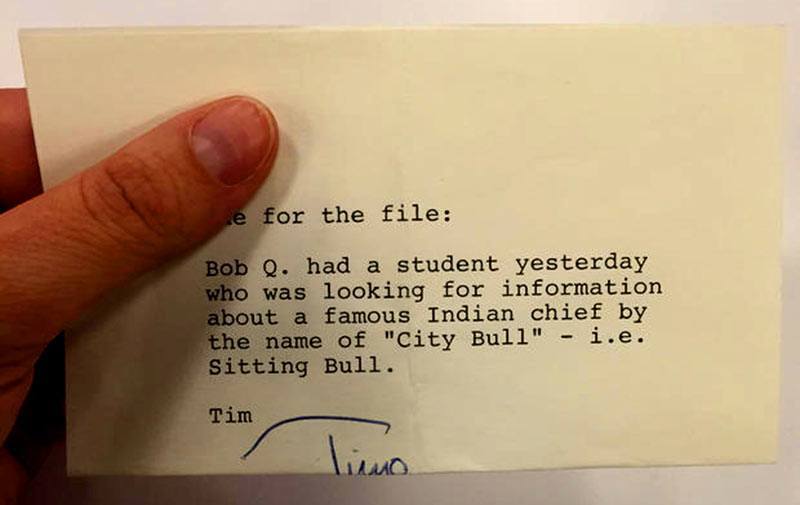 for the file:
Bob Q. had a student yesterday
who was looking for information
about a famous Indian chief by
the name of "City Bull" - i.e.
Sitting Bull.
Tim